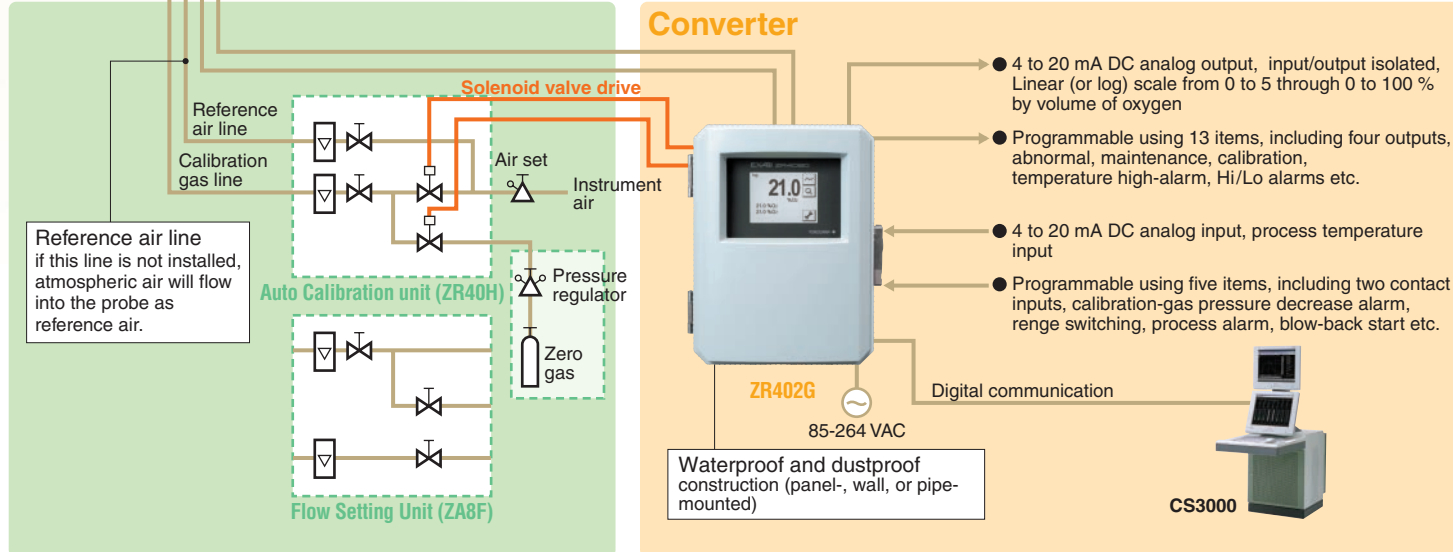 Converter
Solenoid valve drive
Reference
air line
Calibration
gas line
Air set
Instrument
air
Reference air line
if this line is not installed,
atmospheric air will flow
into the probe as
reference air.
Auto Calibration unit (ZR40H)
Pressure
regulator
Zero
gas
Flow Setting Unit (ZA8F)
21.0
ZR402G
85-264 VAC
Waterproof and dustproof
construction (panel-, wall, or pipe-
mounted)
● 4 to 20 mA DC analog output, input/output isolated,
Linear (or log) scale from 0 to 5 through 0 to 100 %
by volume of oxygen
● Programmable using 13 items, including four outputs,
abnormal, maintenance, calibration,
temperature high-alarm, Hi/Lo alarms etc.
● 4 to 20 mA DC analog input, process temperature
input
● Programmable using five items, including two contact
inputs, calibration-gas pressure decrease alarm,
renge switching, process alarm, blow-back start etc.
Digital communication
CS3000